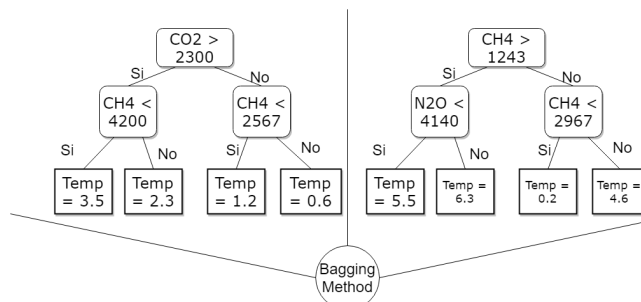 CO2 >
2300
Si
No
CH4 <
4200
CH4 <
2567
Si
No
Si
No
Temp
= 3.5
Temp
= 2.3
Temp
= 1.2
Temp
= 0.6
CH4 >
1243
Si
No
N2O <
4140
CH4 <
2967
Si
No
Si
No
Temp
= 5.5
Temp =
6.3
Temp =
0.2
Temp =
4.6
Bagging
Method